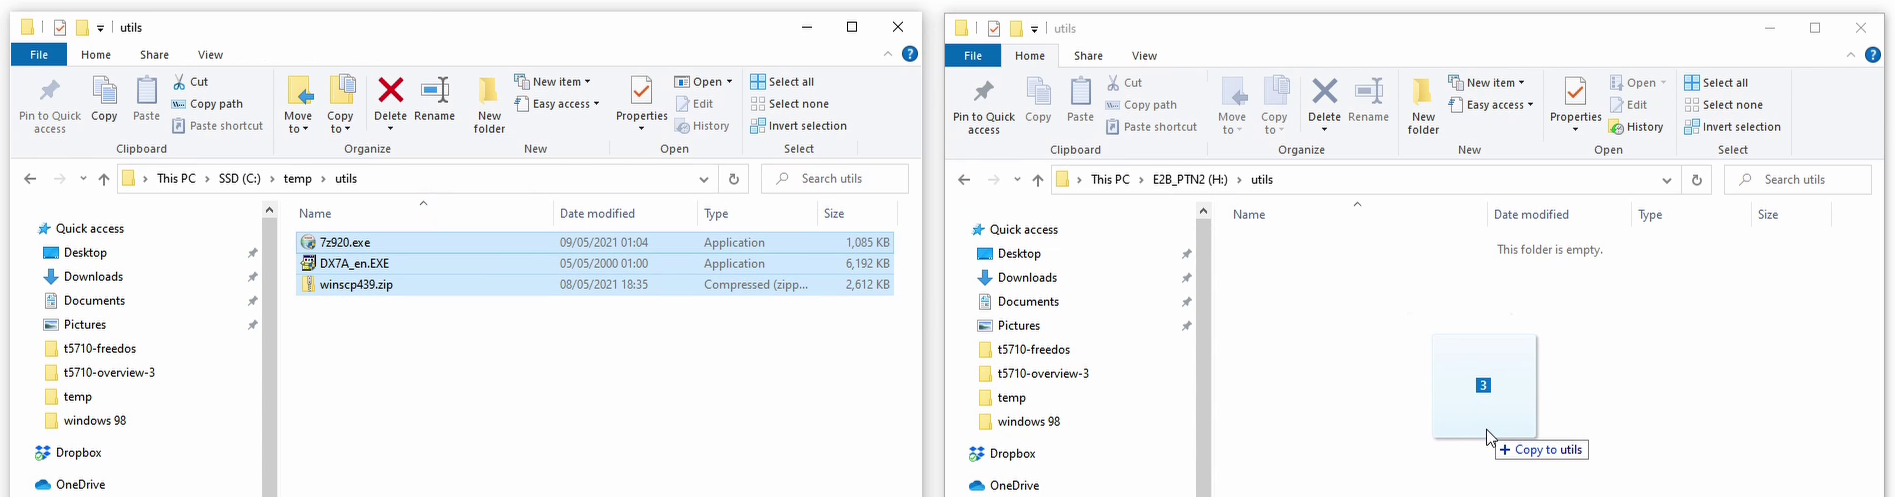 utils
File Home Share View
Pin to Quick access
Copy
Paste
Cut
Copy path
Paste shortcut
Clipboard
Move to
Copy to
Delete
Rename
Organize
New folder
New item
Easy access
New
Properties
Open
Edit
History
Open
Select all
Select none
Invert selection
Select
This PC > SSD (C:) > temp > utils
Search utils
Name Date modified Type Size
7z920.exe 09/05/2021 01:04 Application 1,085 KB
DX7A_en.EXE 05/05/2000 01:00 Application 6,192 KB
winscp439.zip 08/05/2021 18:35 Compressed (zipp... 2,612 KB
Quick access
Desktop
Downloads
Documents
Pictures
t5710-freedos
t5710-overview-3
temp
windows 98
Dropbox
OneDrive
utils
File Home Share View
Pin to Quick access
Copy
Paste
Cut
Copy path
Paste shortcut
Clipboard
Move to
Copy to
Delete
Rename
Organize
New folder
New item
Easy access
New
Properties
Open
Edit
History
Open
Select all
Select none
Invert selection
Select
This PC > E2B_PTN2 (H:) > utils
Search utils
Name Date modified Type Size
This folder is empty.
Quick access
Desktop
Downloads
Documents
Pictures
t5710-freedos
t5710-overview-3
temp
windows 98
Dropbox
OneDrive
3
+ Copy to utils